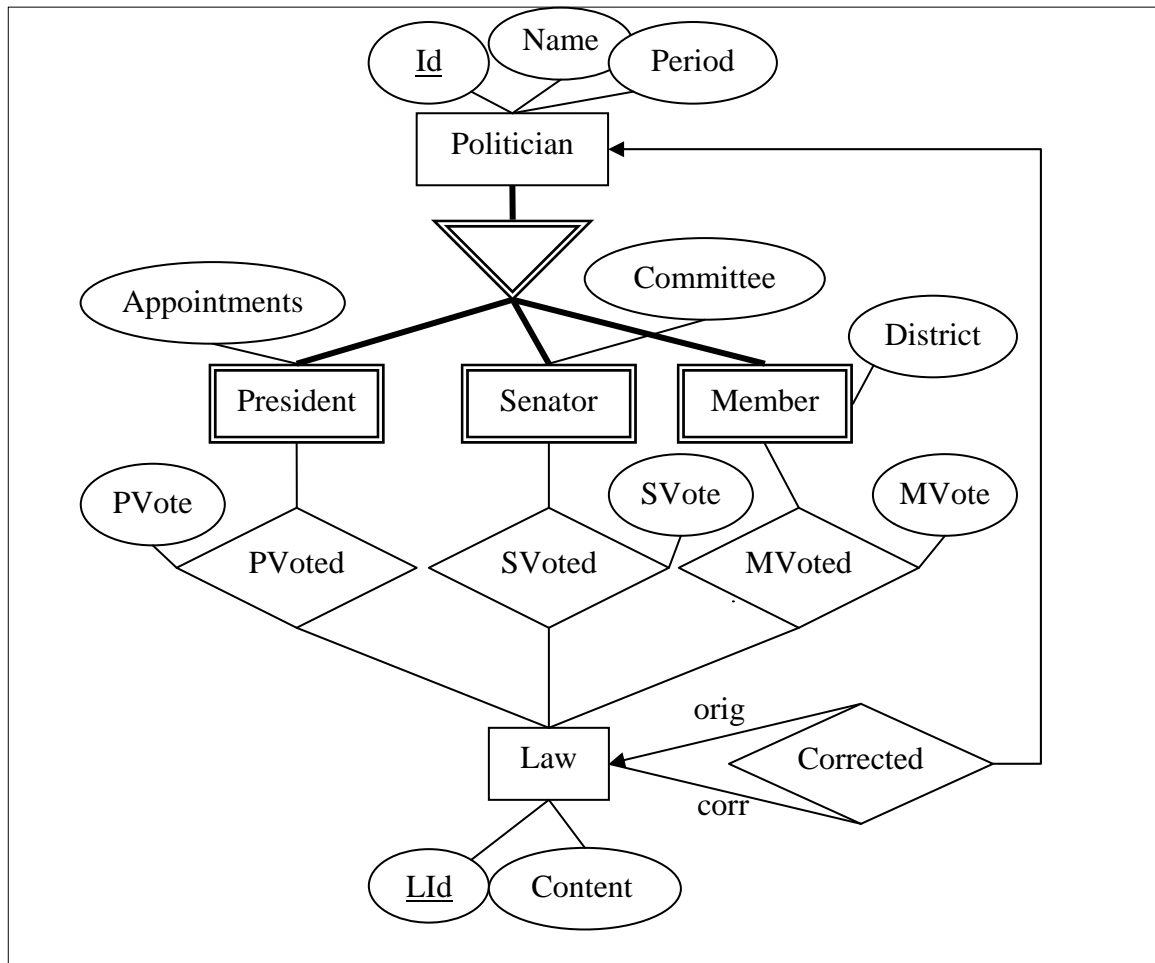 Id
Name
Period
Politician
Appointments
Committee
District
President
Senator
Member
PVote
SVote
MVote
PVoted
SVoted
MVoted
orig
Law
Corrected
corr
LId
Content